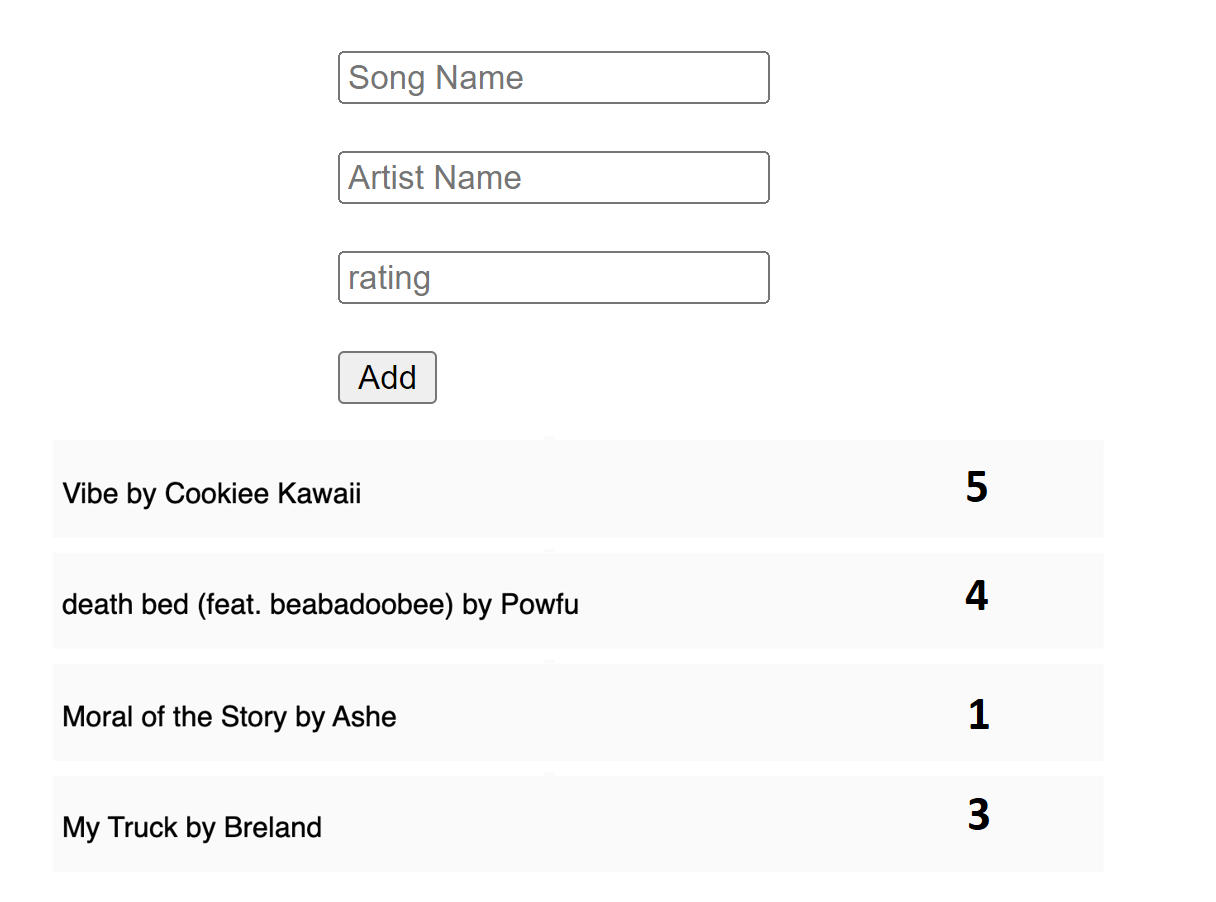 Song Name
Artist Name
rating
Add
Vibe by Cookiee Kawaii 5
death bed (feat. beabadoobee) by Powfu 4
Moral of the Story by Ashe 1
My Truck by Breland 3